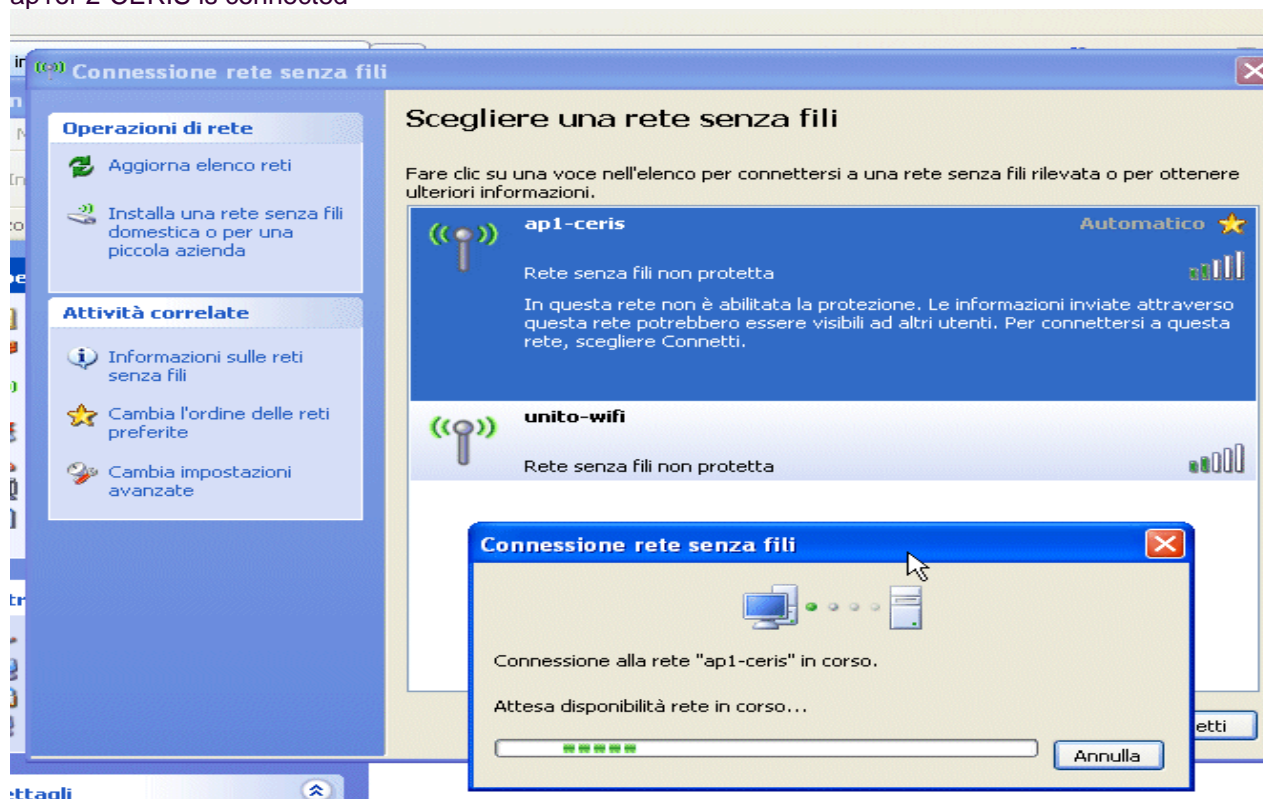 Connessione rete senza fili
Operazioni di rete
Aggiorna elenco reti
Installa una rete senza fili
domestica o per una
piccola azienda
Attività correlate
Informazioni sulle reti
senza fili
Cambia l'ordine delle reti
preferite
Cambia impostazioni
avanzate
Scegliere una rete senza fili
Fare clic su una voce nell'elenco per connettersi a una rete senza fili rilevata o per ottenere
ulteriori informazioni.
ap1-ceris Automatico
Rete senza fili non protetta
In questa rete non è abilitata la protezione. Le informazioni inviate attraverso
questa rete potrebbero essere visibili ad altri utenti. Per connettersi a questa
rete, scegliere Connetti.
unito-wifi
Rete senza fili non protetta
Connessione rete senza fili
Connessione alla rete "ap1-ceris" in corso.
Attesa disponibilità rete in corso...
Annulla
etti
ettagli